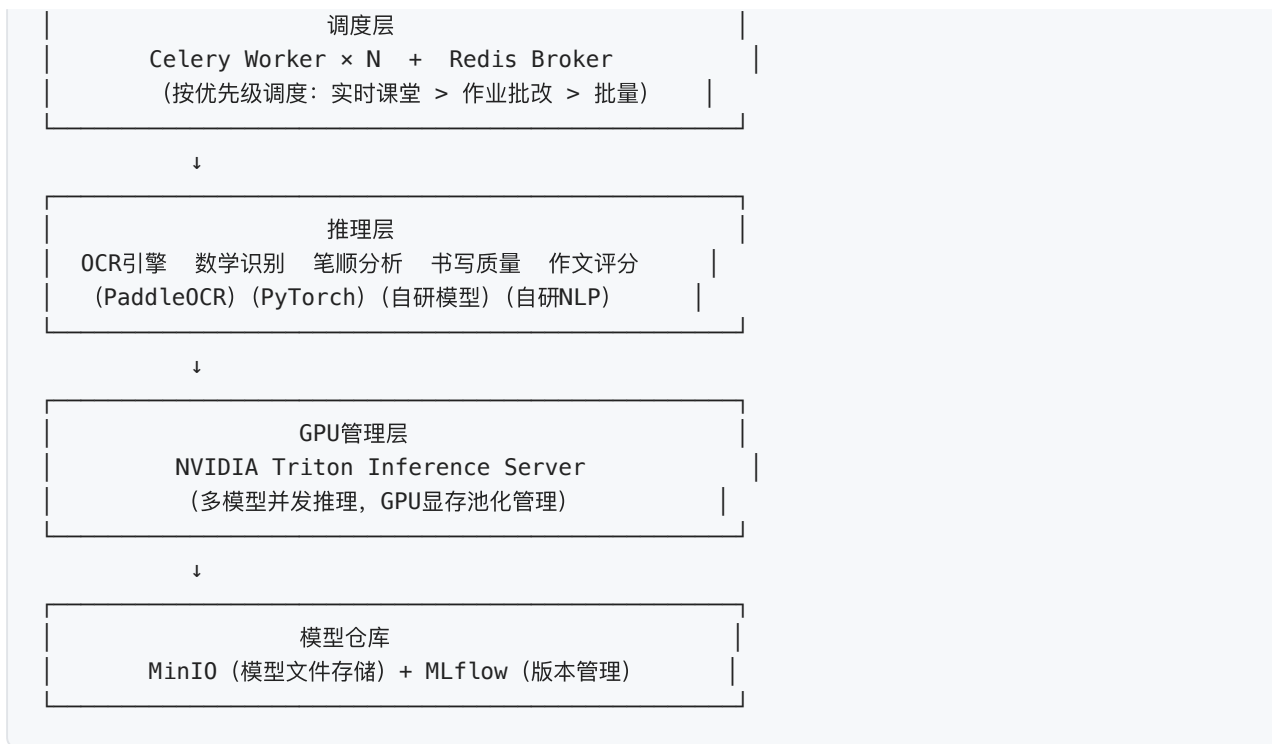 调度层
Celery Worker × N + Redis Broker
（按优先级调度：实时课堂 > 作业批改 > 批量）
↓
推理层
OCR引擎 数学识别 笔顺分析 书写质量 作文评分
（PaddleOCR）（PyTorch）（自研模型）（自研NLP）
↓
GPU管理层
NVIDIA Triton Inference Server
（多模型并发推理，GPU显存池化管理）
↓
模型仓库
MinIO（模型文件存储）+ MLflow（版本管理）